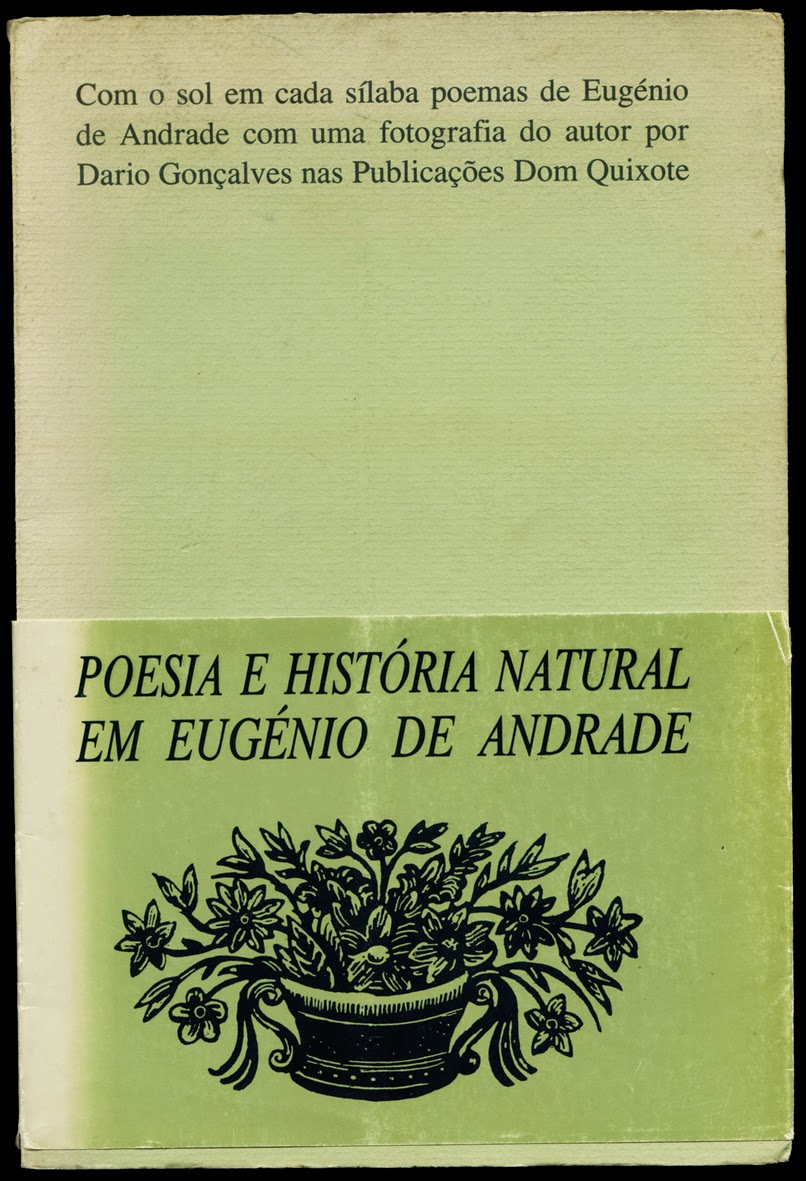 Com o sol em cada sílaba poemas de Eugénio
de Andrade com uma fotografia do autor por
Dario Gonçalves nas Publicações Dom Quixote
POESIA E HISTÓRIA NATURAL
EM EUGÉNIO DE ANDRADE